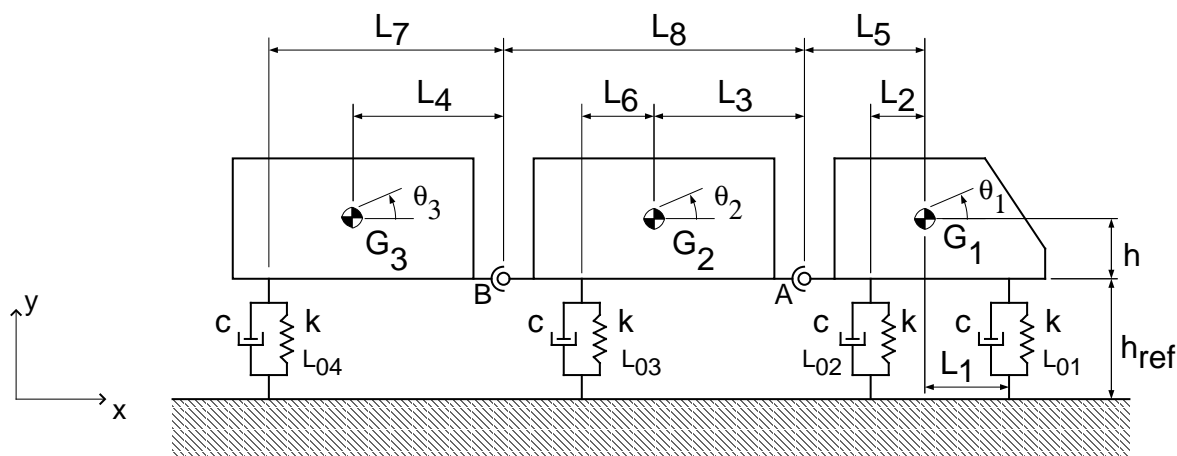 L7 L8 L5
L4 L6 L3 L2
θ3 θ2 θ1
G3 G2 G1 h
B A
y c k c k c k c k
L04 L03 L02 L01 href
L1
x